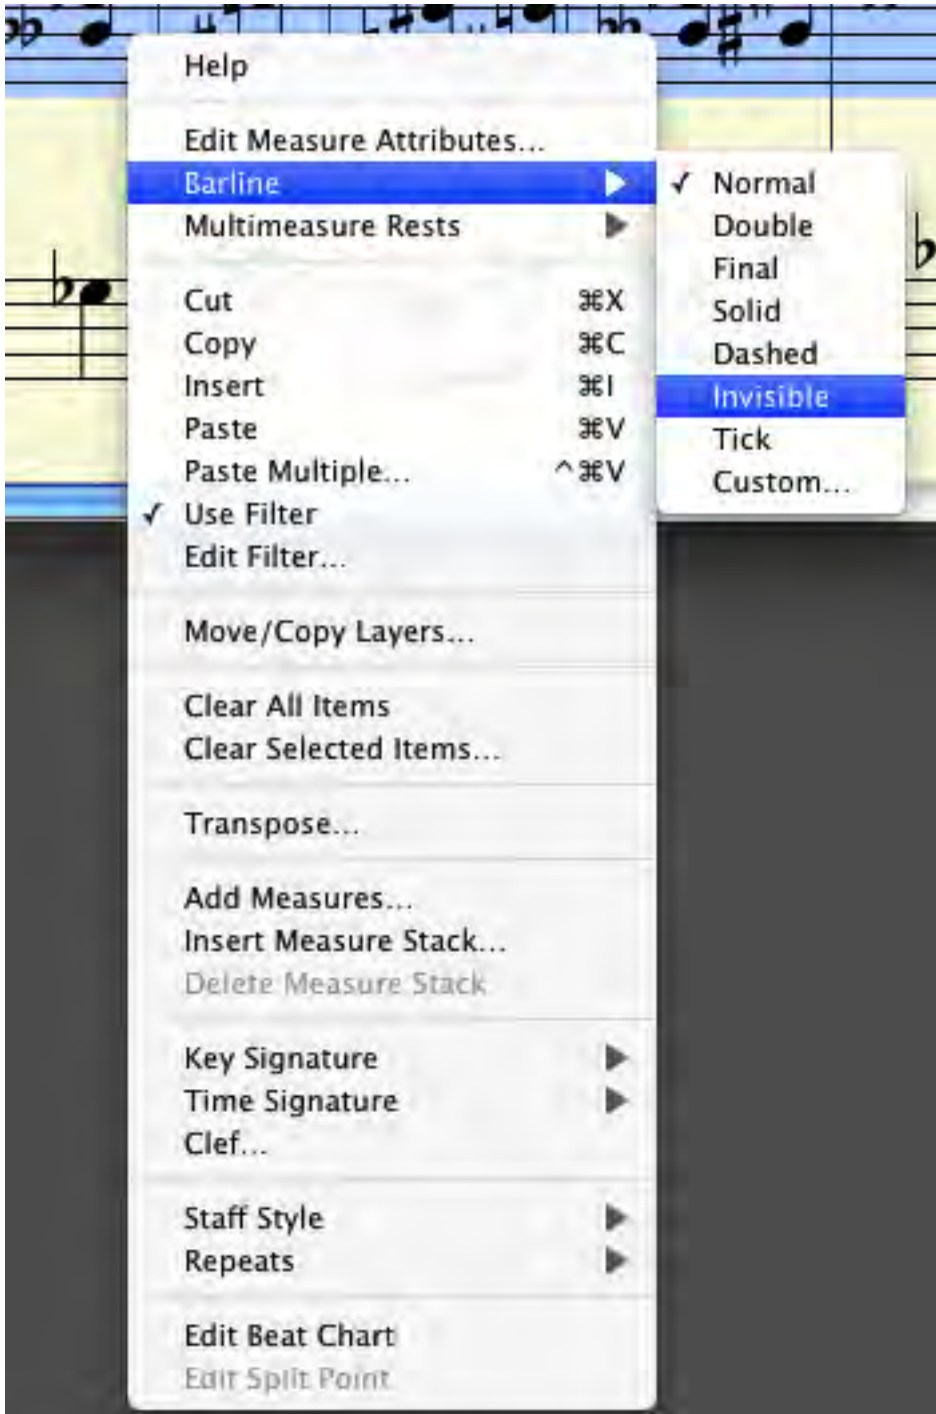 Help
Edit Measure Attributes...
Barline
Multimeasure Rests
Cut ⌘X
Copy ⌘C
Insert ⌘I
Paste ⌘V
Paste Multiple... ^⌘V
✓ Use Filter
Edit Filter...
Move/Copy Layers...
Clear All Items
Clear Selected Items...
Transpose...
Add Measures...
Insert Measure Stack...
Delete Measure Stack
Key Signature
Time Signature
Clef...
Staff Style
Repeats
Edit Beat Chart
Edit Split Point
✓ Normal
Double
Final
Solid
Dashed
Invisible
Tick
Custom...